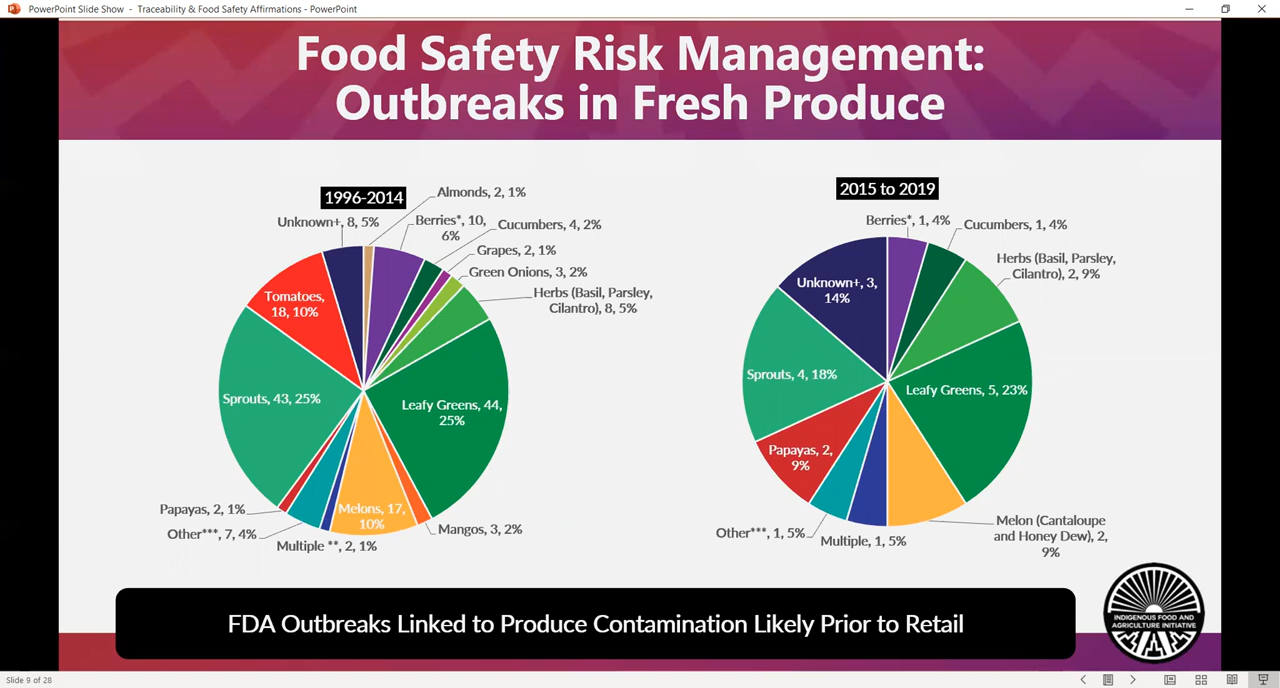 PowerPoint Slide Show - Traceability & Food Safety Affirmations - PowerPoint
Food Safety Risk Management:
Outbreaks in Fresh Produce
1996-2014
Almonds, 2, 1%
Unknown+, 8, 5%
Berries*, 10,
6%
Cucumbers, 4, 2%
Grapes, 2, 1%
Green Onions, 3, 2%
Herbs (Basil, Parsley,
Cilantro), 8, 5%
Tomatoes,
18, 10%
Sprouts, 43, 25%
Leafy Greens, 44,
25%
Papayas, 2, 1%
Other***, 7, 4%
Multiple **, 2, 1%
Melons, 17,
10%
Mangos, 3, 2%
2015 to 2019
Berries*, 1, 4%
Cucumbers, 1, 4%
Herbs (Basil, Parsley,
Cilantro), 2, 9%
Unknown+, 3,
14%
Sprouts, 4, 18%
Leafy Greens, 5, 23%
Papayas, 2,
9%
Other***, 1, 5%
Multiple, 1, 5%
Melon (Cantaloupe
and Honey Dew), 2,
9%
FDA Outbreaks Linked to Produce Contamination Likely Prior to Retail
INDIGENOUS FOOD AND
AGRICULTURE INITIATIVE
Slide 9 of 28